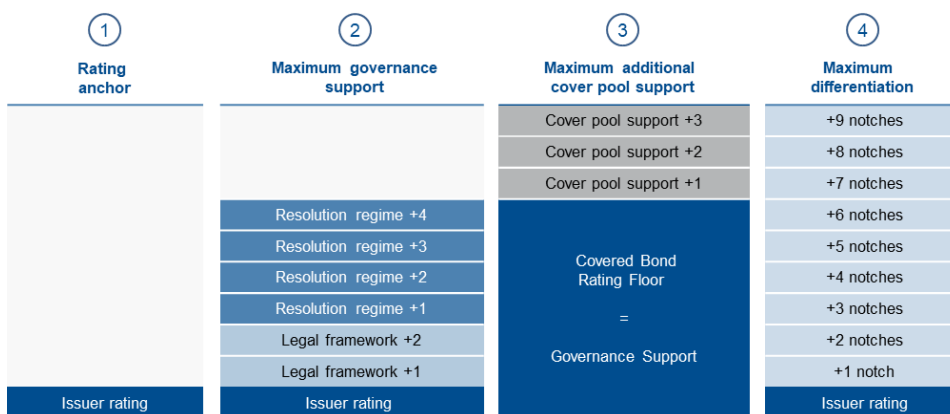 1
Rating
anchor
Issuer rating
2
Maximum governance
support
Resolution regime +4
Resolution regime +3
Resolution regime +2
Resolution regime +1
Legal framework +2
Legal framework +1
Issuer rating
3
Maximum additional
cover pool support
Cover pool support +3
Cover pool support +2
Cover pool support +1
Covered Bond
Rating Floor
=
Governance Support
4
Maximum
differentiation
+9 notches
+8 notches
+7 notches
+6 notches
+5 notches
+4 notches
+3 notches
+2 notches
+1 notch
Issuer rating